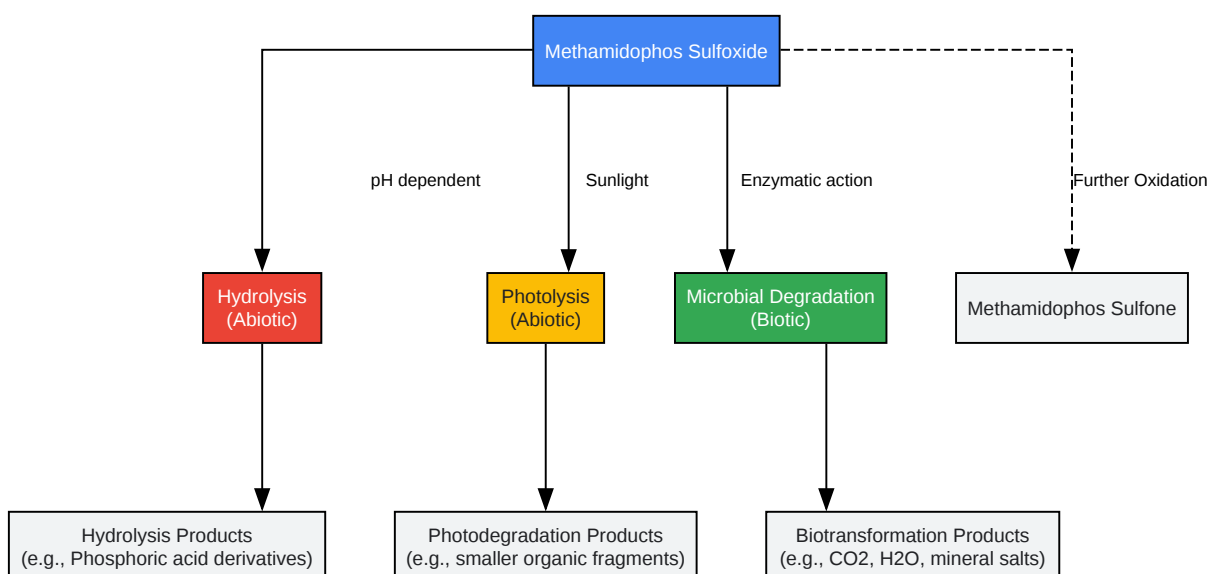 Methamidophos Sulfoxide
pH dependent
Sunlight
Enzymatic action
Further Oxidation
Hydrolysis
(Abiotic)
Photolysis
(Abiotic)
Microbial Degradation
(Biotic)
Methamidophos Sulfone
Hydrolysis Products
(e.g., Phosphoric acid derivatives)
Photodegradation Products
(e.g., smaller organic fragments)
Biotransformation Products
(e.g., CO2, H2O, mineral salts)